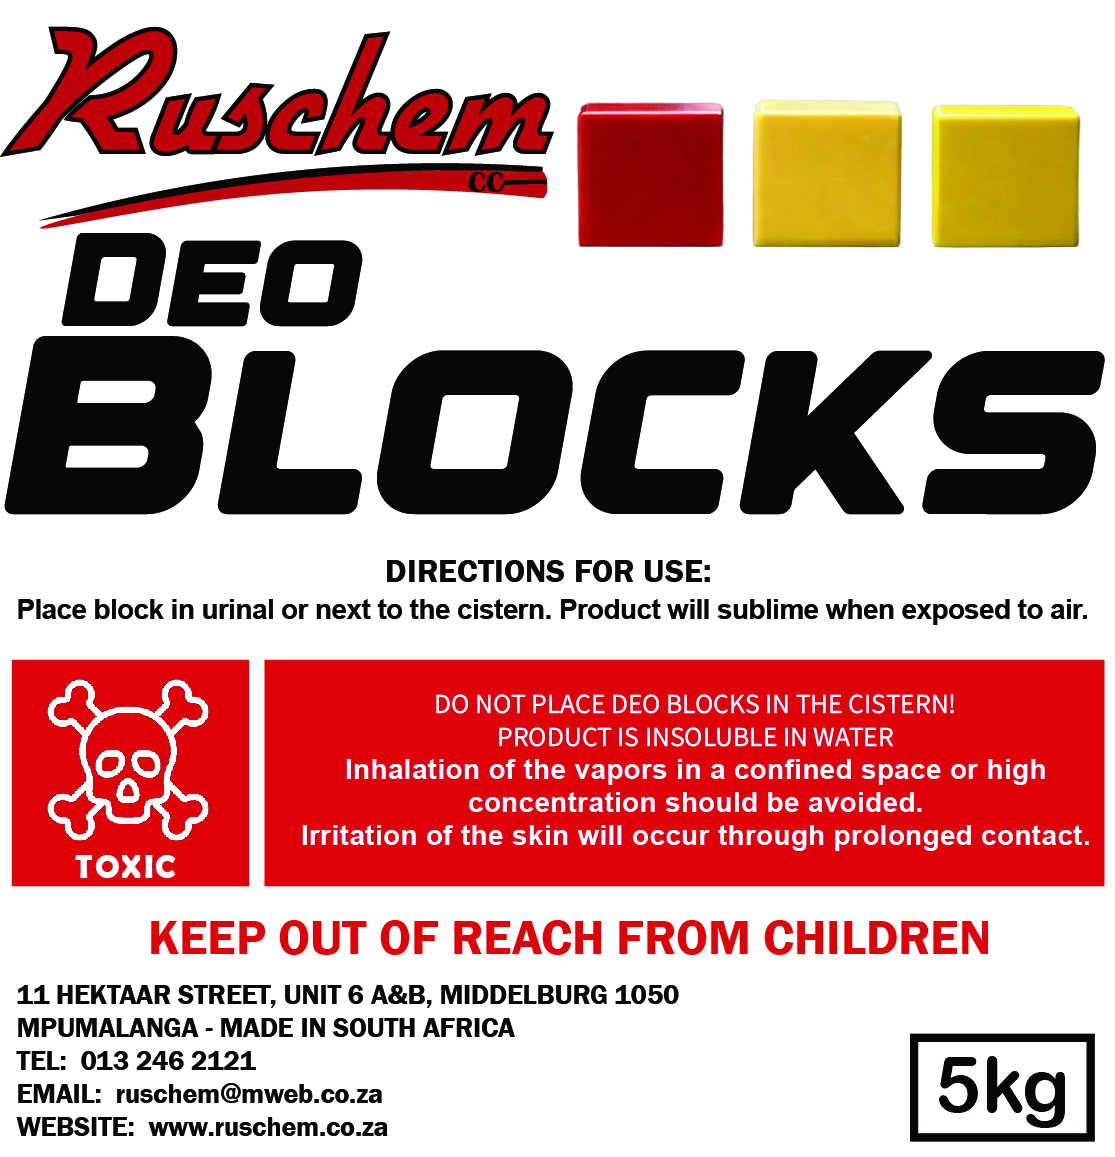 Ruschem
CC
DEO
BLOCKS
DIRECTIONS FOR USE:
Place block in urinal or next to the cistern. Product will sublime when exposed to air.
DO NOT PLACE DEO BLOCKS IN THE CISTERN!
PRODUCT IS INSOLUBLE IN WATER
Inhalation of the vapors in a confined space or high
concentration should be avoided.
Irritation of the skin will occur through prolonged contact.
TOXIC
KEEP OUT OF REACH FROM CHILDREN
11 HEKTAAR STREET, UNIT 6 A&B, MIDDELBURG 1050
MPUMALANGA - MADE IN SOUTH AFRICA
TEL: 013 246 2121
EMAIL: ruschem@mweb.co.za
WEBSITE: www.ruschem.co.za
5kg